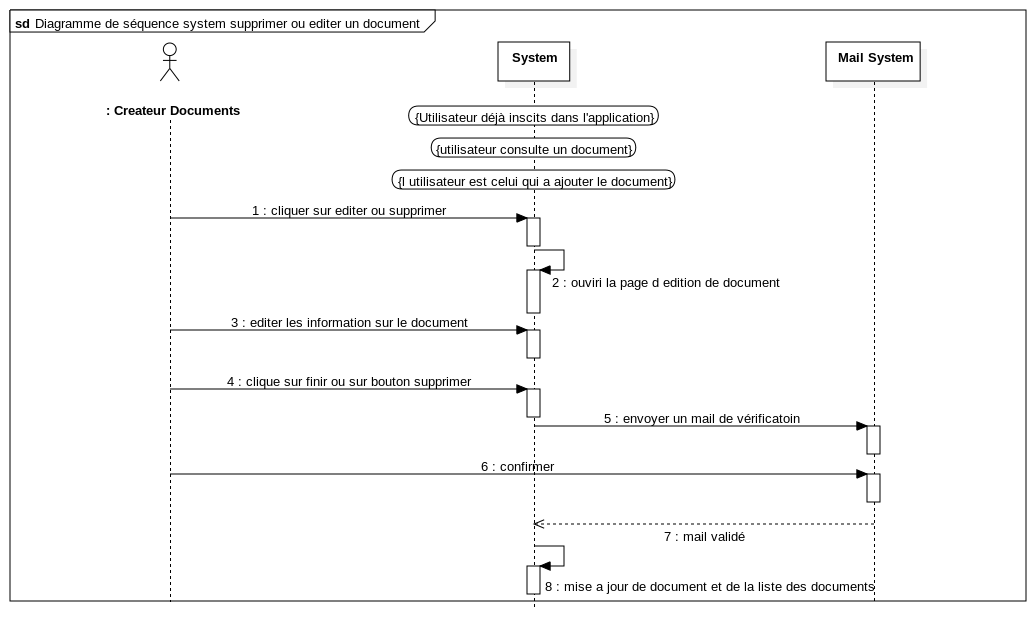 sd Diagramme de séquence system supprimer ou editer un document
System
Mail System
: Createur Documents
{Utilisateur déjà inscits dans l'application}
{utilisateur consulte un document}
{l utilisateur est celui qui a ajouter le document}
1 : cliquer sur editer ou supprimer
2 : ouviri la page d edition de document
3 : editer les information sur le document
4 : clique sur finir ou sur bouton supprimer
5 : envoyer un mail de vérificatoin
6 : confirmer
7 : mail validé
8 : mise a jour de document et de la liste des documents